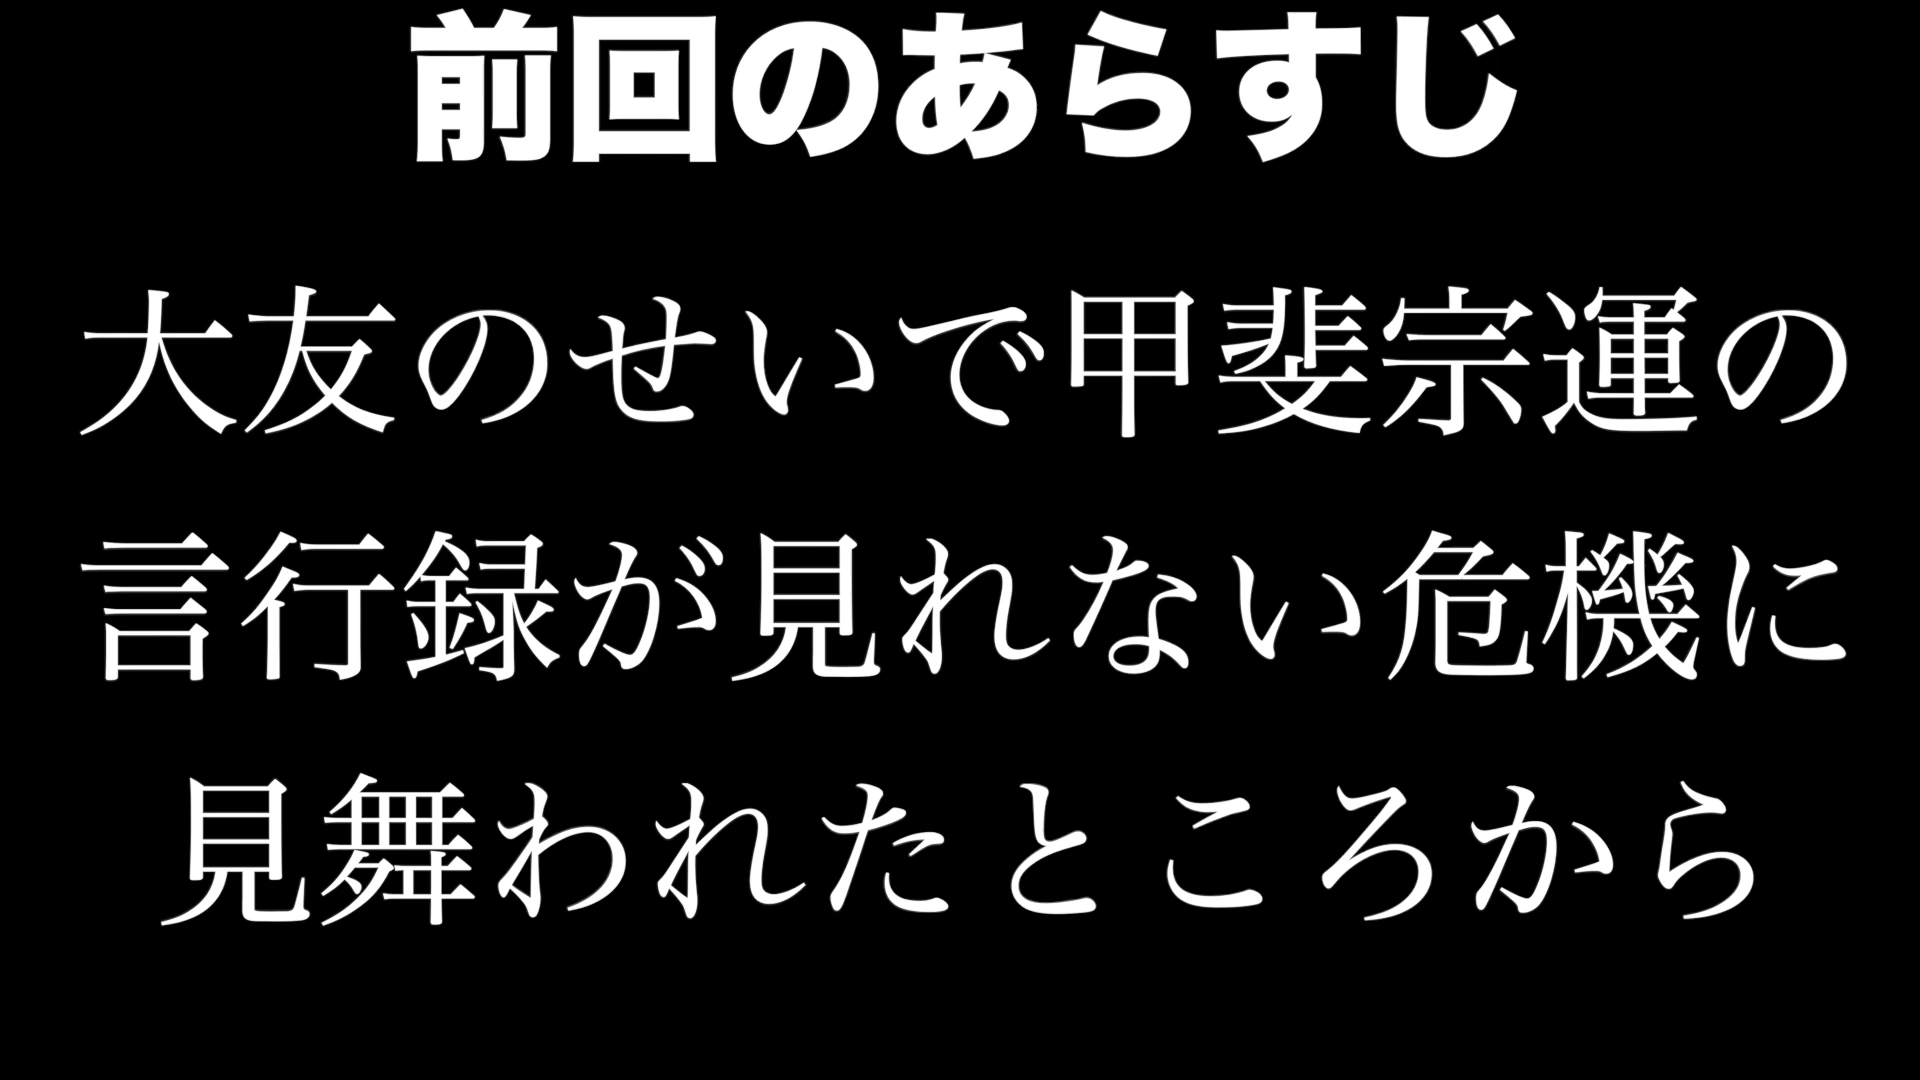 前回のあらすじ
大友のせいで甲斐宗運の
言行録が見れない危機に
見舞われたところから